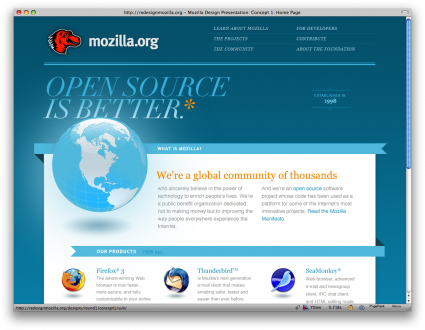 http://redesignmozilla.org/ – Mozilla Design Presentation: Concept 1: Home Page
mozilla.org
LEARN ABOUT MOZILLA
THE PROJECTS
THE COMMUNITY
FOR DEVELOPERS
CONTRIBUTE
ABOUT THE FOUNDATION
OPEN SOURCE
IS BETTER.*
ESTABLISHED IN
1998
WHAT IS MOZILLA?
We're a global community of thousands
who sincerely believe in the power of
technology to enrich people's lives. We're
a public benefit organization dedicated
not to making money but to improving the
way people everywhere experience the
Internet.
And we're an open source software
project whose code has been used as a
platform for some of the Internet's most
innovative projects. Read the Mozilla
Manifesto.
OUR PRODUCTS
Firefox® 3
The award-winning Web
browser is now faster,
more secure, and fully
customizable to your online
Thunderbird™
is Mozilla's next generation
e-mail client that makes
emailing safer, faster and
easier than ever before.
SeaMonkey®
Web-browser, advanced
e-mail and newsgroup
client, IRC chat client,
and HTML editing made